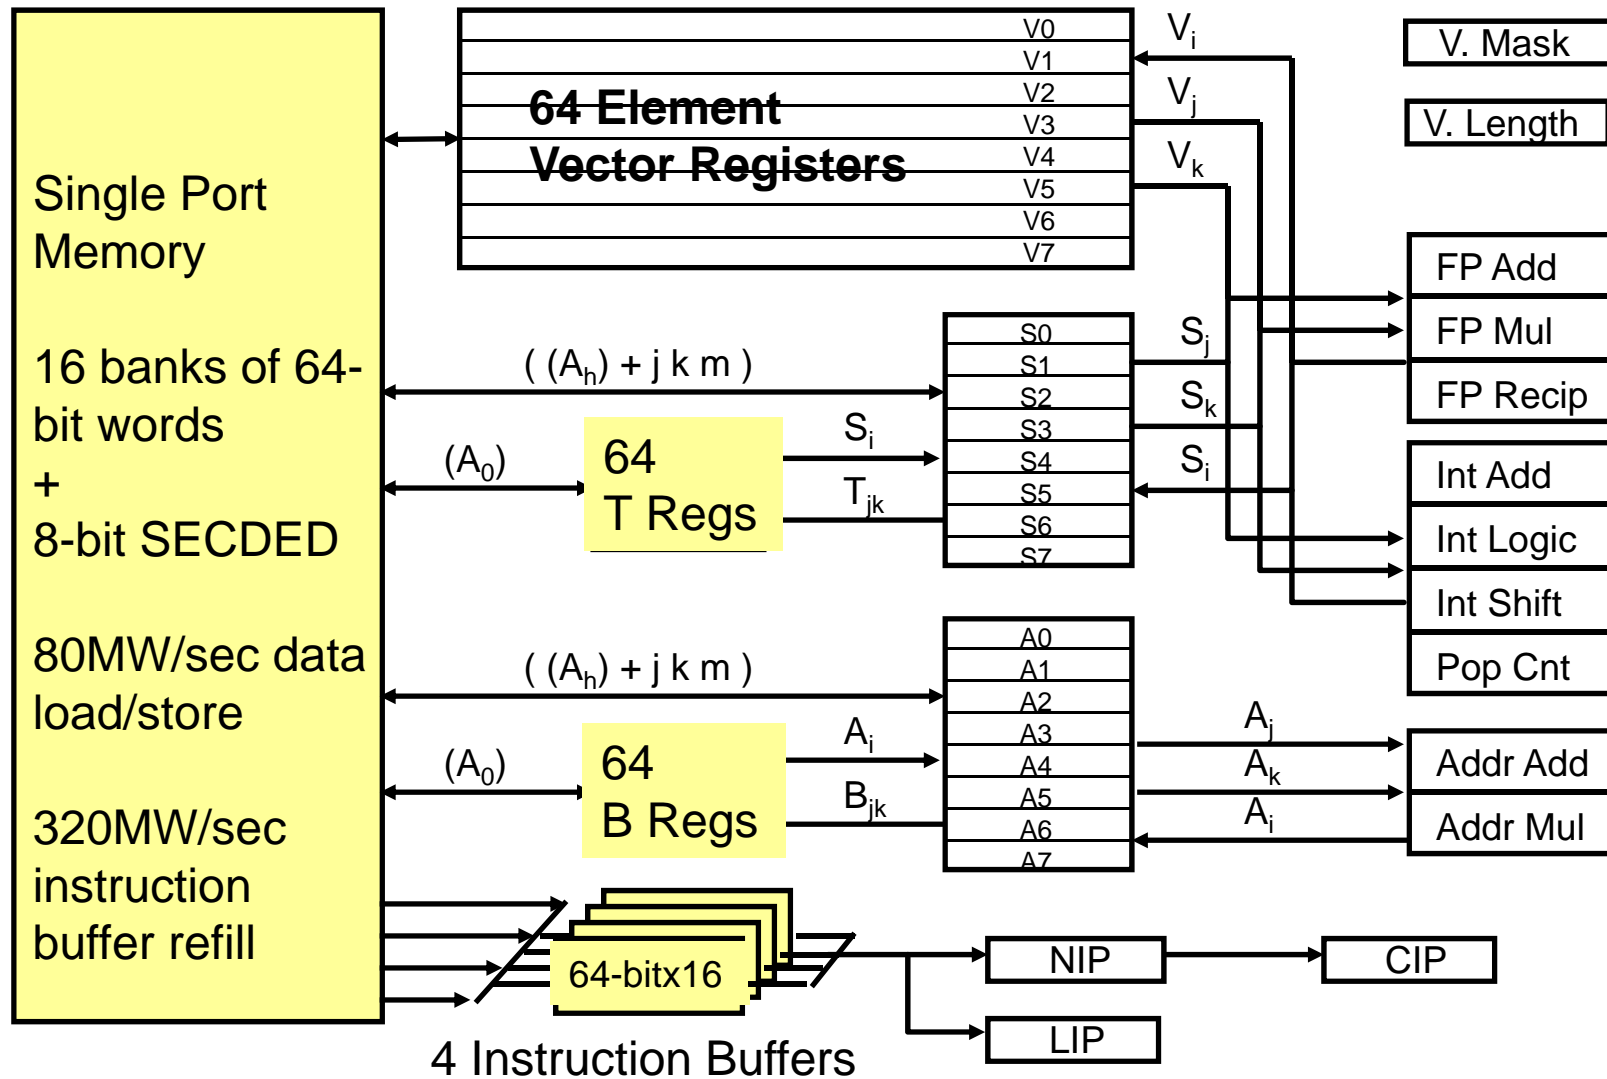 Single Port
Memory
16 banks of 64-
bit words
+
8-bit SECDED
80MW/sec data
load/store
320MW/sec
instruction
buffer refill
64 Element
Vector Registers
V0
V1
V2
V3
V4
V5
V6
V7
Vi
Vj
Vk
V. Mask
V. Length
( (Ah) + j k m )
(A0)
64
T Regs
Si
Tjk
S0
S1
S2
S3
S4
S5
S6
S7
Sj
Sk
Si
FP Add
FP Mul
FP Recip
Int Add
Int Logic
Int Shift
Pop Cnt
( (Ah) + j k m )
(A0)
64
B Regs
Ai
Bjk
A0
A1
A2
A3
A4
A5
A6
A7
Aj
Ak
Ai
Addr Add
Addr Mul
64-bitx16
4 Instruction Buffers
NIP
CIP
LIP